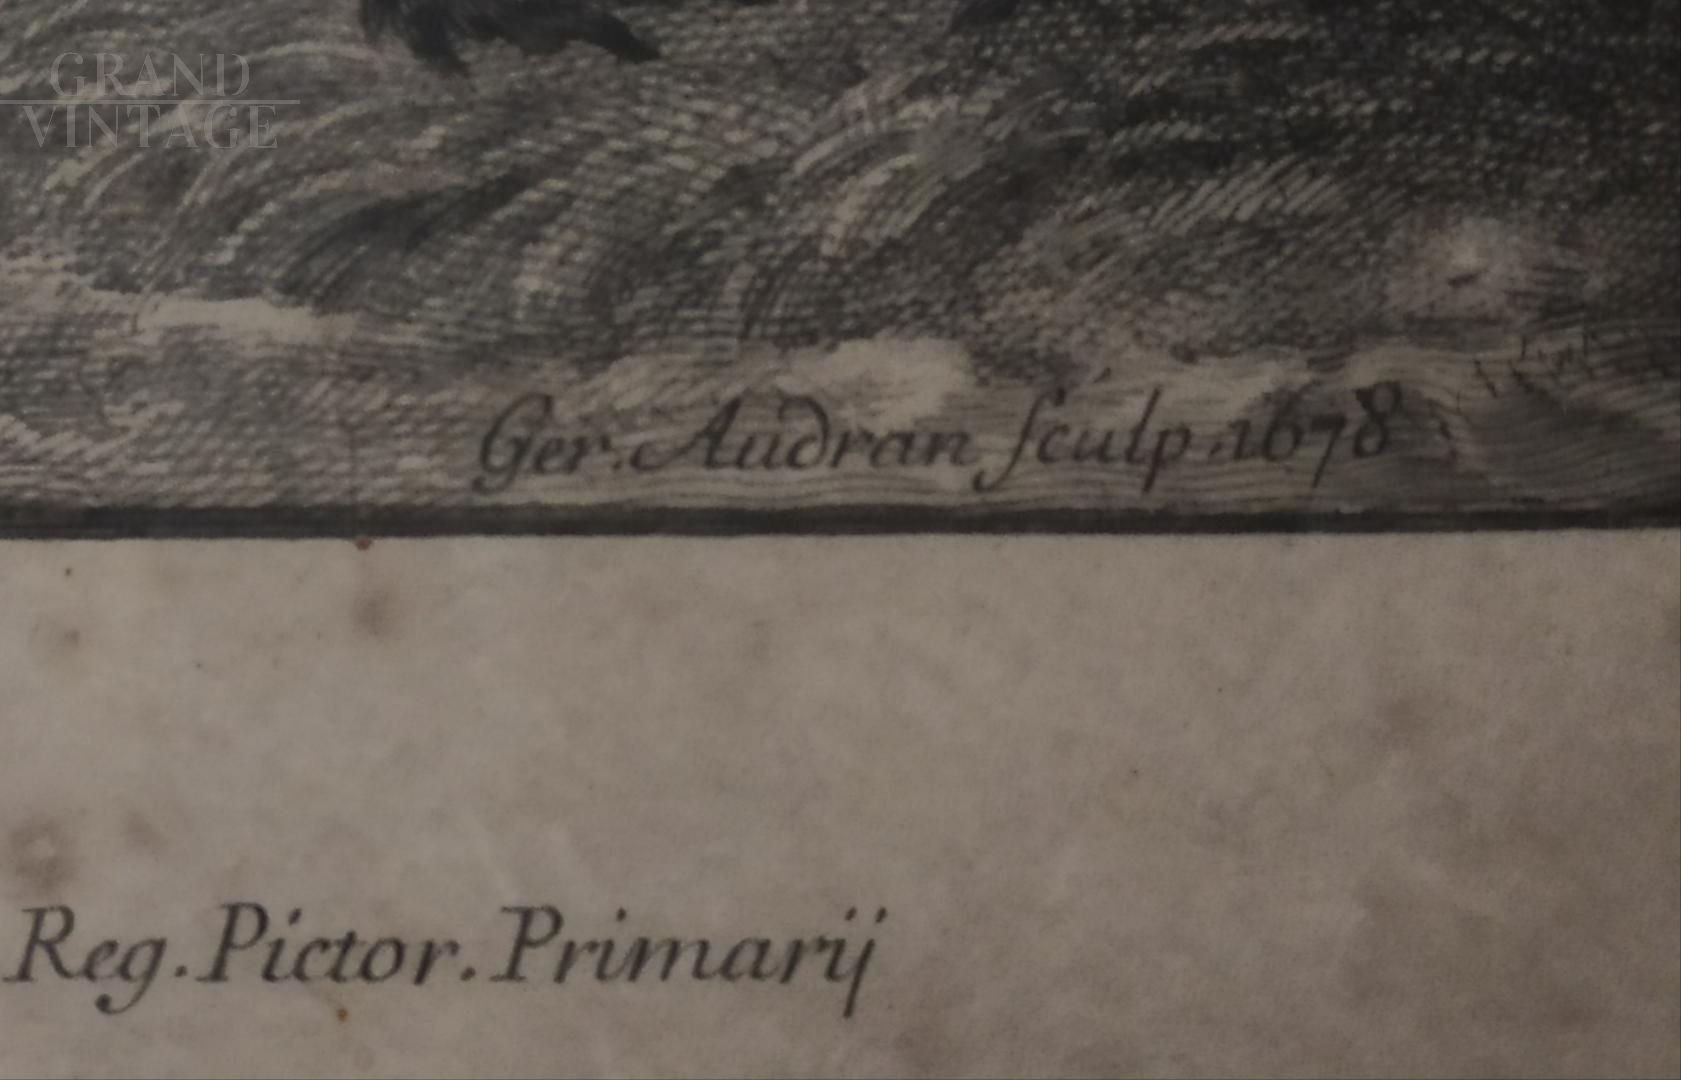 GRAND
VINTAGE
Ger. Audran sculp. 1678
Reg. Pictor. Primarij